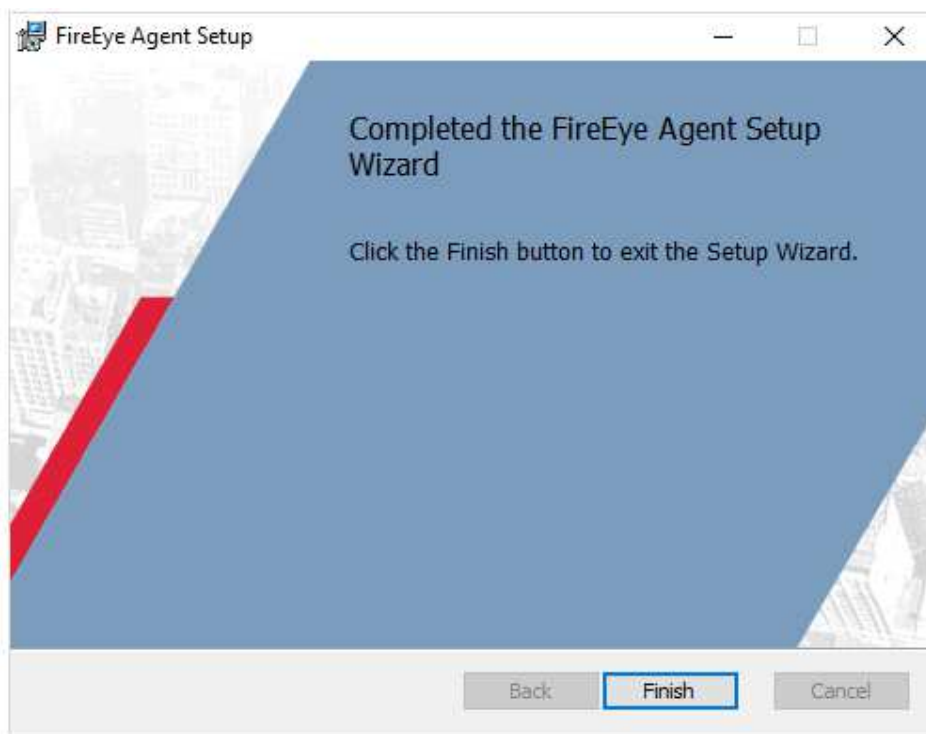 FireEye Agent Setup
Completed the FireEye Agent Setup
Wizard
Click the Finish button to exit the Setup Wizard.
Back
Finish
Cancel